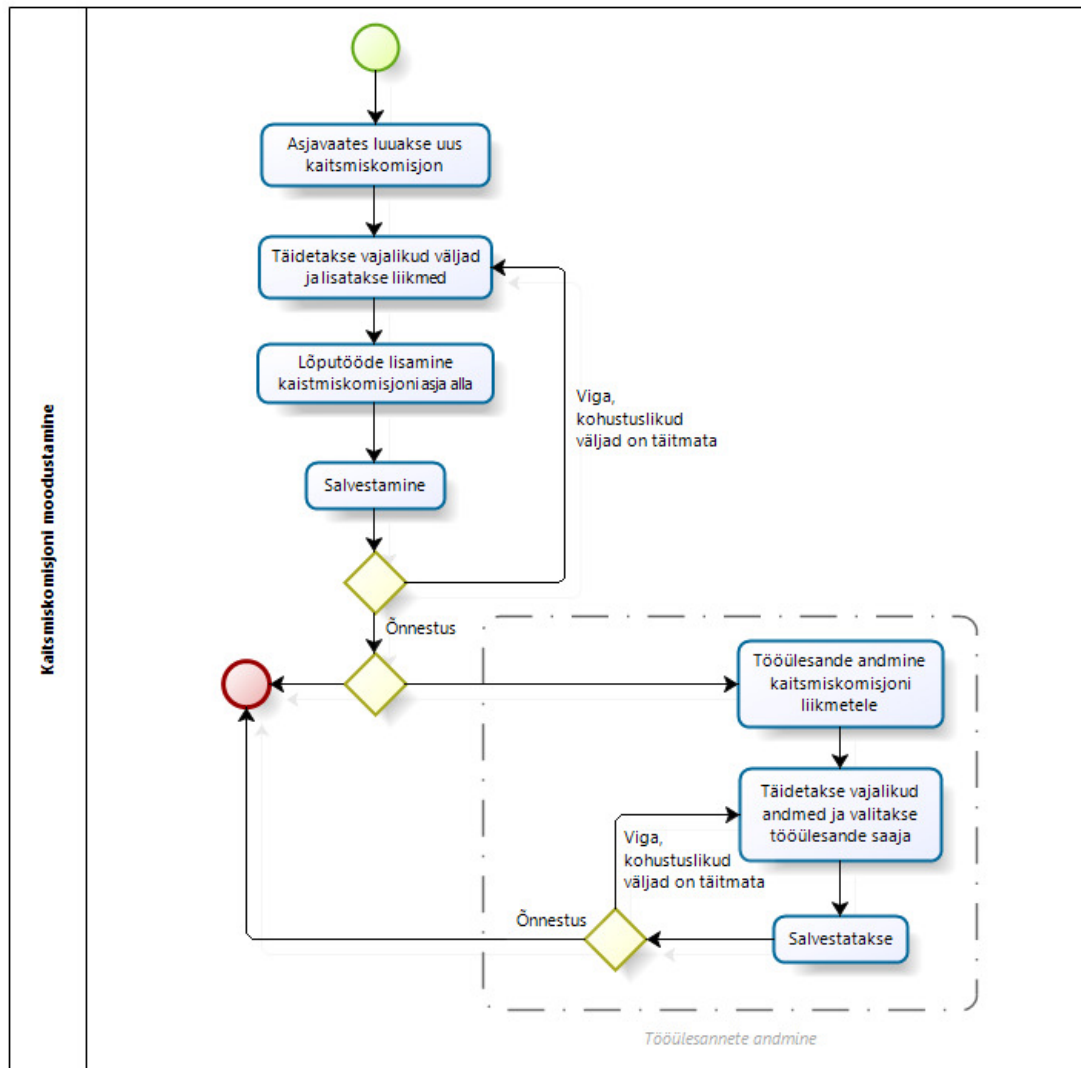 Kaitsmiskomisjoni moodustamine
Asjavaates luuakse uus
kaitsmiskomisjon
Täidetakse vajalikud väljad
ja lisatakse liikmed
Lõputööde lisamine
kaistmiskomisjoni asja alla
Viga,
kohustuslikud
väljad on täitmata
Salvestamine
Õnnestus
Tööülesande andmine
kaitsmiskomisjoni
liikmetele
Täidetakse vajalikud
andmed ja valitakse
tööülesande saaja
Viga,
kohustuslikud
väljad on täitmata
Õnnestus
Salvestatakse
Tööülesannete andmine